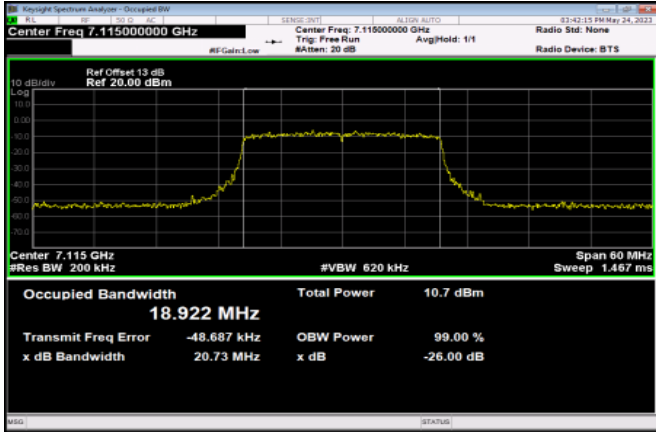 Keysight Spectrum Analyzer - Occupied BW
RL RF 50 Ω AC SENSE:INT ALIGN AUTO 03:42:15 PM May 24, 2023
Center Freq 7.115000000 GHz Center Freq: 7.115000000 GHz Radio Std: None
Trig: Free Run Avg|Hold: 1/1
#IFGain:Low #Atten: 20 dB Radio Device: BTS
Ref Offset 13 dB
10 dB/div Ref 20.00 dBm
Log
10.0
0.00
-10.0
-20.0
-30.0
-40.0
-50.0
-60.0
-70.0
Center 7.115 GHz Span 60 MHz
#Res BW 200 kHz #VBW 620 kHz Sweep 1.467 ms
Occupied Bandwidth Total Power 10.7 dBm
18.922 MHz
Transmit Freq Error -48.687 kHz OBW Power 99.00 %
x dB Bandwidth 20.73 MHz x dB -26.00 dB
MSG STATUS